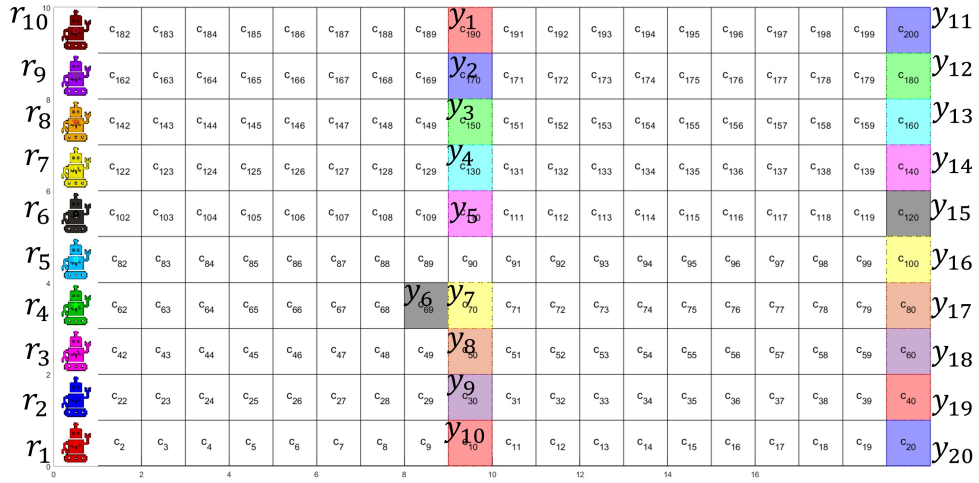 10
r₁₀ c₁₈₂ c₁₈₃ c₁₈₄ c₁₈₅ c₁₈₆ c₁₈₇ c₁₈₈ c₁₈₉ y₁ c₁₉₀ c₁₉₁ c₁₉₂ c₁₉₃ c₁₉₄ c₁₉₅ c₁₉₆ c₁₉₇ c₁₉₈ c₁₉₉ c₂₀₀ y₁₁
r₉ c₁₆₂ c₁₆₃ c₁₆₄ c₁₆₅ c₁₆₆ c₁₆₇ c₁₆₈ c₁₆₉ y₂ c₁₇₀ c₁₇₁ c₁₇₂ c₁₇₃ c₁₇₄ c₁₇₅ c₁₇₆ c₁₇₇ c₁₇₈ c₁₇₉ c₁₈₀ y₁₂
8
r₈ c₁₄₂ c₁₄₃ c₁₄₄ c₁₄₅ c₁₄₆ c₁₄₇ c₁₄₈ c₁₄₉ y₃ c₁₅₀ c₁₅₁ c₁₅₂ c₁₅₃ c₁₅₄ c₁₅₅ c₁₅₆ c₁₅₇ c₁₅₈ c₁₅₉ c₁₆₀ y₁₃
r₇ c₁₂₂ c₁₂₃ c₁₂₄ c₁₂₅ c₁₂₆ c₁₂₇ c₁₂₈ c₁₂₉ y₄ c₁₃₀ c₁₃₁ c₁₃₂ c₁₃₃ c₁₃₄ c₁₃₅ c₁₃₆ c₁₃₇ c₁₃₈ c₁₃₉ c₁₄₀ y₁₄
6
r₆ c₁₀₂ c₁₀₃ c₁₀₄ c₁₀₅ c₁₀₆ c₁₀₇ c₁₀₈ c₁₀₉ y₅ c₁₁₁ c₁₁₂ c₁₁₃ c₁₁₄ c₁₁₅ c₁₁₆ c₁₁₇ c₁₁₈ c₁₁₉ c₁₂₀ y₁₅
r₅ c₈₂ c₈₃ c₈₄ c₈₅ c₈₆ c₈₇ c₈₈ c₈₉ c₉₀ c₉₁ c₉₂ c₉₃ c₉₄ c₉₅ c₉₆ c₉₇ c₉₈ c₉₉ c₁₀₀ y₁₆
4
r₄ c₆₂ c₆₃ c₆₄ c₆₅ c₆₆ c₆₇ c₆₈ y₆ c₆₉ y₇ c₇₀ c₇₁ c₇₂ c₇₃ c₇₄ c₇₅ c₇₆ c₇₇ c₇₈ c₇₉ c₈₀ y₁₇
r₃ c₄₂ c₄₃ c₄₄ c₄₅ c₄₆ c₄₇ c₄₈ c₄₉ y₈ c₅₀ c₅₁ c₅₂ c₅₃ c₅₄ c₅₅ c₅₆ c₅₇ c₅₈ c₅₉ c₆₀ y₁₈
2
r₂ c₂₂ c₂₃ c₂₄ c₂₅ c₂₆ c₂₇ c₂₈ c₂₉ y₉ c₃₀ c₃₁ c₃₂ c₃₃ c₃₄ c₃₅ c₃₆ c₃₇ c₃₈ c₃₉ c₄₀ y₁₉
r₁ c₂ c₃ c₄ c₅ c₆ c₇ c₈ c₉ y₁₀ c₁₀ c₁₁ c₁₂ c₁₃ c₁₄ c₁₅ c₁₆ c₁₇ c₁₈ c₁₉ c₂₀ y₂₀
0
0 2 4 6 8 10 12 14 16